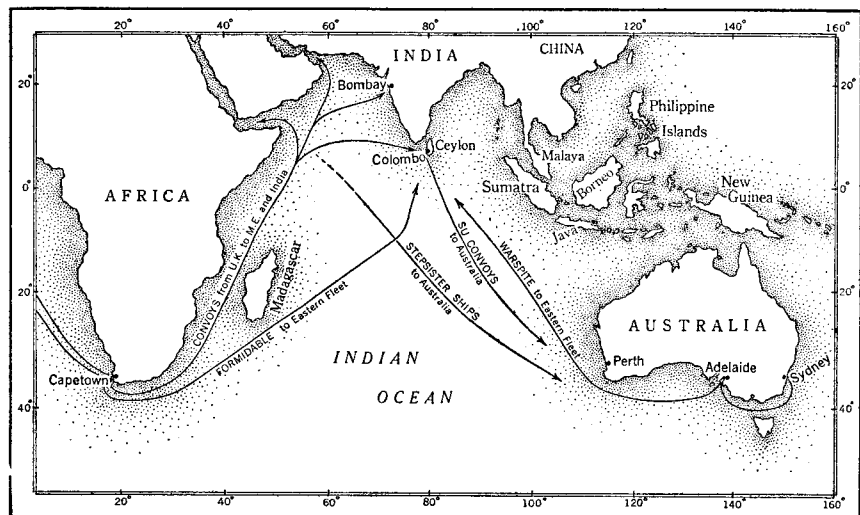 20° 40° 60° 80° 100° 120° 140° 160°
INDIA
CHINA
20°
Bombay
20°
Philippine
Islands
Ceylon
Colombo
Malaya
AFRICA
0°
Sumatra
Borneo
New
Guinea
0°
Java
CONVOYS from U.K. to M.E. and India
Madagascar
SU CONVOYS
to Australia
WARSPITE to Eastern Fleet
STEPSISTER SHIPS
to Australia
20°
20°
FORMIDABLE to Eastern Fleet
AUSTRALIA
INDIAN
OCEAN
Perth
Adelaide
Sydney
Capetown
40°
40°
20° 40° 60° 80° 100° 120° 140° 160°